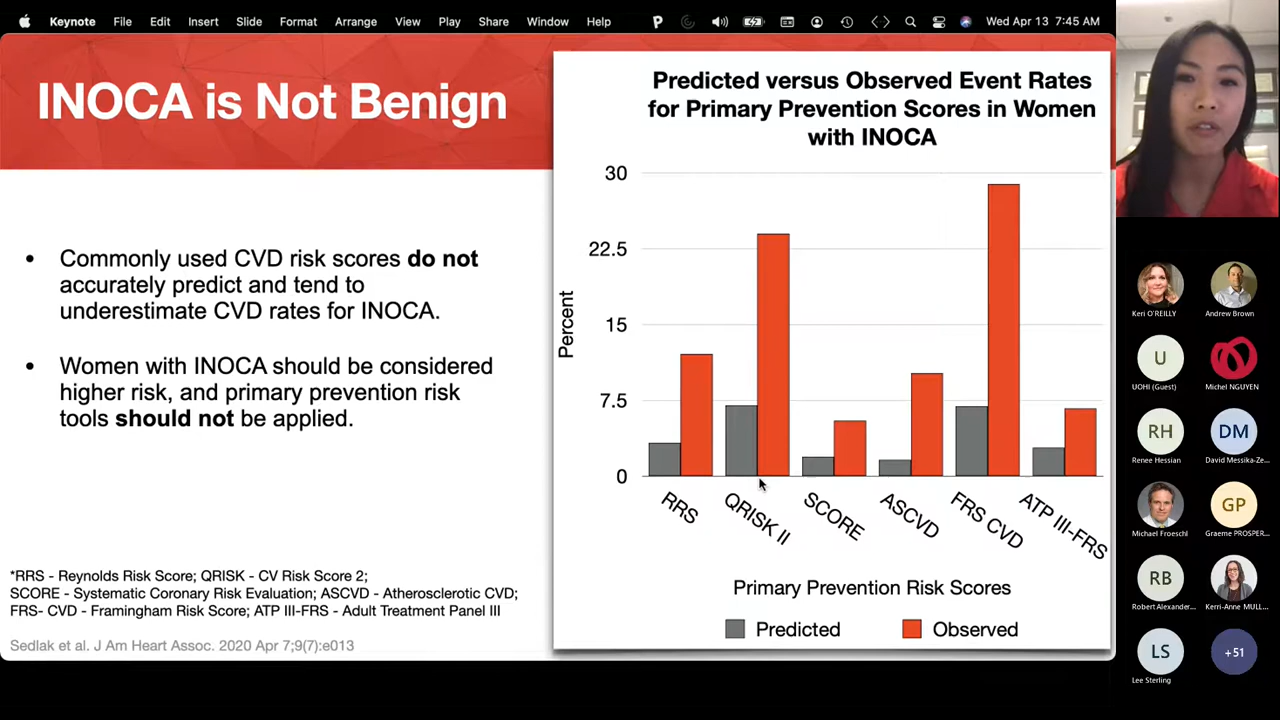 Keynote File Edit Insert Slide Format Arrange View Play Share Window Help Wed Apr 13 7:45 AM
INOCA is Not Benign
• Commonly used CVD risk scores do not
accurately predict and tend to
underestimate CVD rates for INOCA.
• Women with INOCA should be considered
higher risk, and primary prevention risk
tools should not be applied.
*RRS - Reynolds Risk Score; QRISK - CV Risk Score 2;
SCORE - Systematic Coronary Risk Evaluation; ASCVD - Atherosclerotic CVD;
FRS- CVD - Framingham Risk Score; ATP III-FRS - Adult Treatment Panel III
Sedlak et al. J Am Heart Assoc. 2020 Apr 7;9(7):e013
Predicted versus Observed Event Rates
for Primary Prevention Scores in Women
with INOCA
30
22.5
15
7.5
0
Percent
RRS
QRISK II
SCORE
ASCVD
FRS CVD
ATP III-FRS
Primary Prevention Risk Scores
Predicted Observed
Keri O'REILLY Andrew Brown
U
UOHI (Guest) Michel NGUYEN
RH DM
Renee Hessian David Messika-Ze...
GP
Michael Froeschl Graeme PROSPER...
RB
Robert Alexander... Kerri-Anne MULL...
LS +51
Lee Sterling